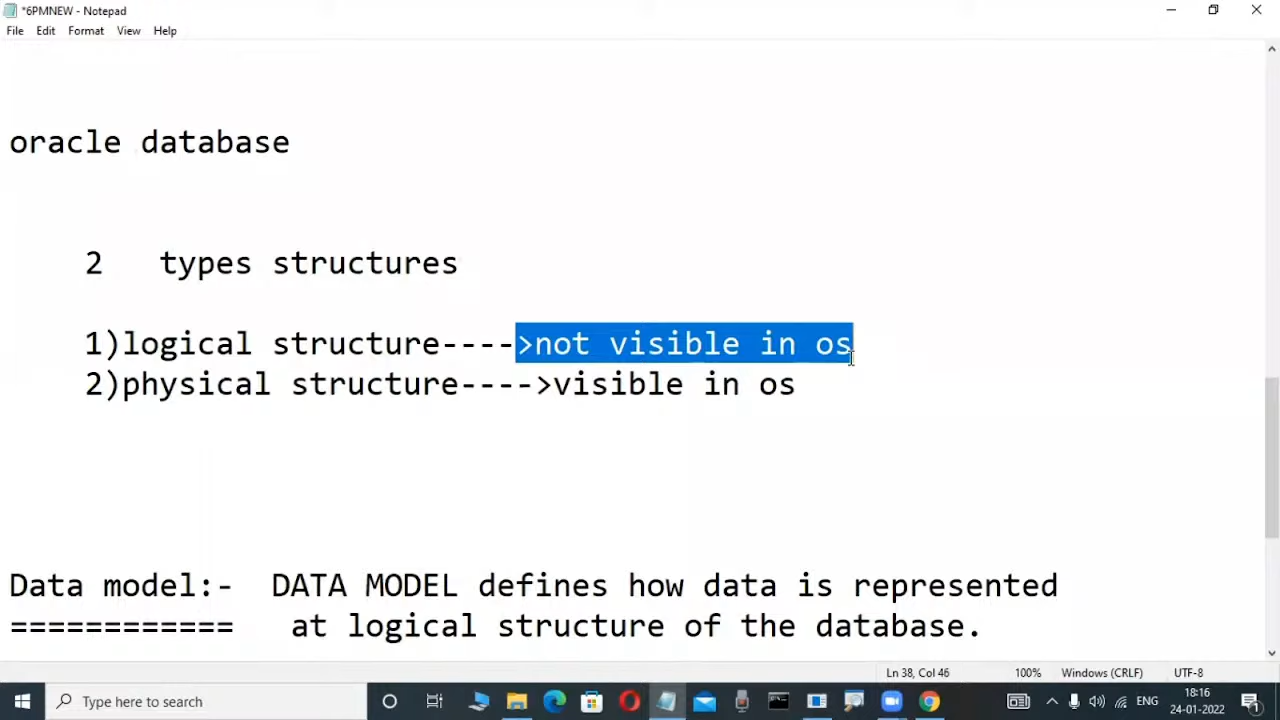 *6PMNEW - Notepad
File Edit Format View Help
oracle database
2 types structures
1)logical structure---->not visible in os
2)physical structure---->visible in os
Data model:- DATA MODEL defines how data is represented
============ at logical structure of the database.
Ln 38, Col 46 100% Windows (CRLF) UTF-8
Type here to search
ENG
18:16
24-01-2022
1